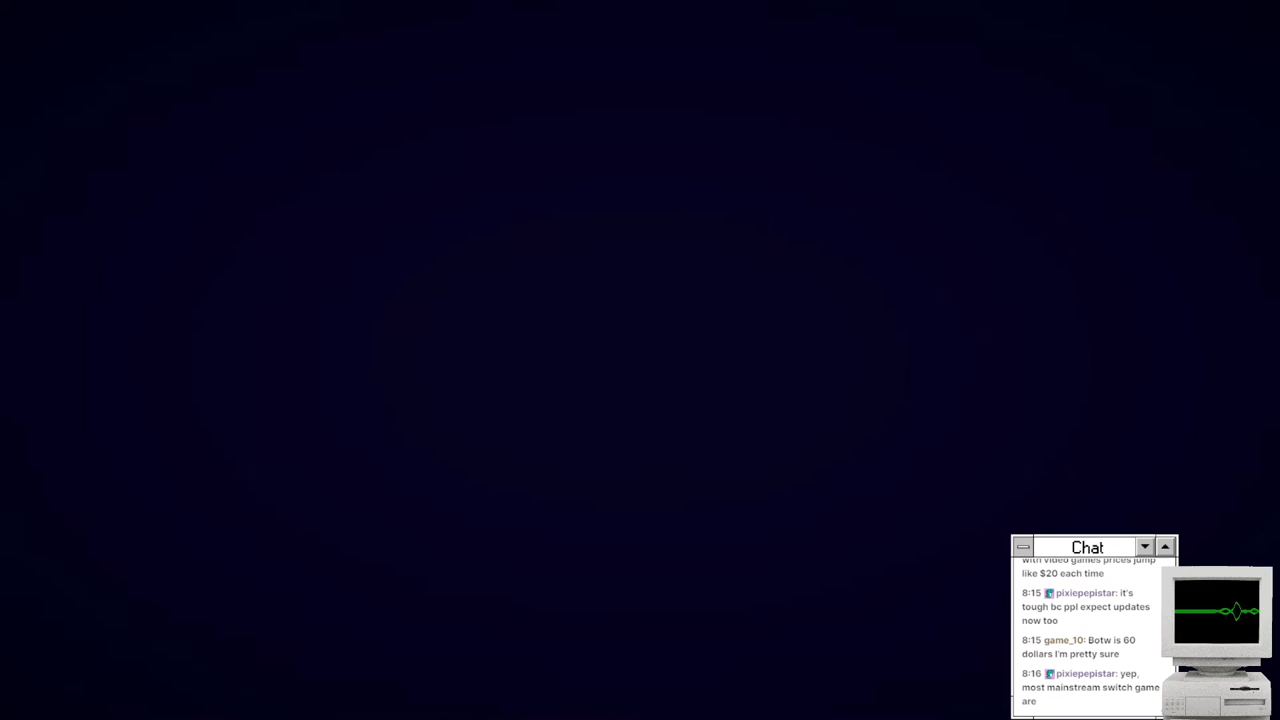 Chat
with video games prices jump
like $20 each time
8:15 pixiepepistar: it's
tough bc ppl expect updates
now too
8:15 game_10: Botw is 60
dollars I'm pretty sure
8:16 pixiepepistar: yep,
most mainstream switch game
are